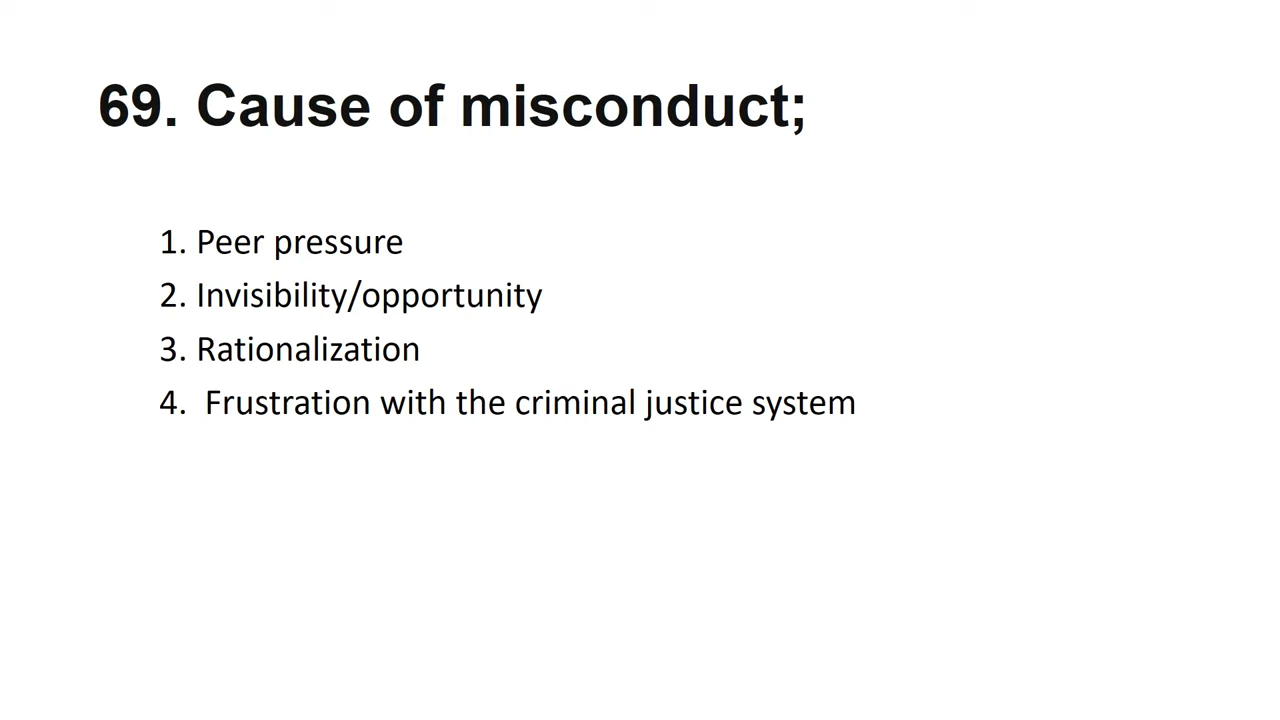 69. Cause of misconduct;
1. Peer pressure
2. Invisibility/opportunity
3. Rationalization
4.  Frustration with the criminal justice system